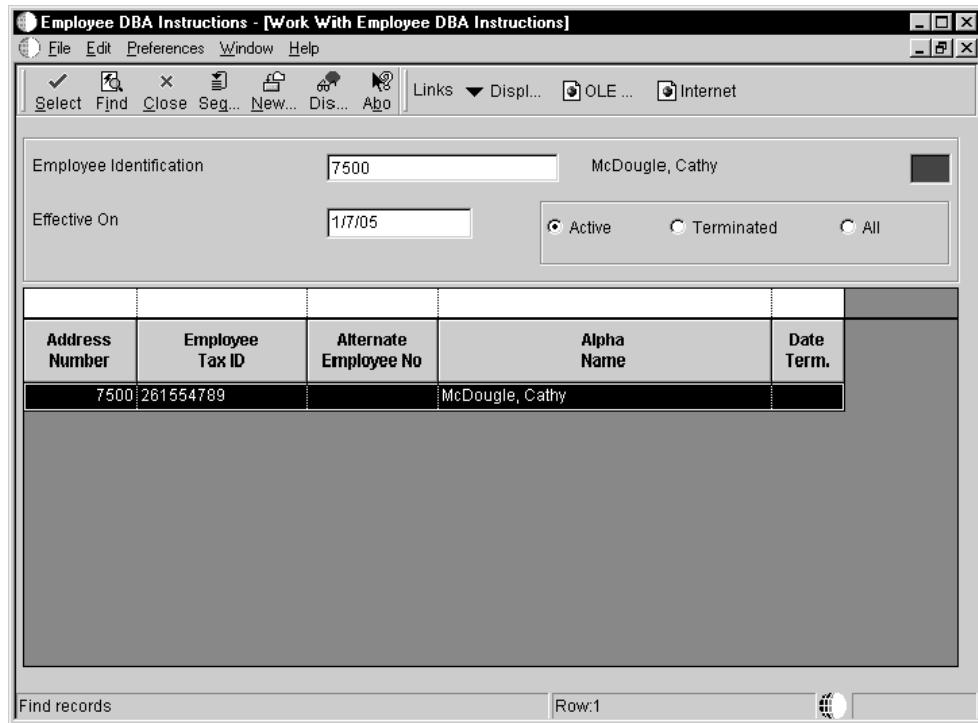 Employee DBA Instructions - [Work With Employee DBA Instructions]
File Edit Preferences Window Help
Select Find Close Seq... New... Dis... Abo Links Displ... OLE ... Internet
Employee Identification 7500 McDougle, Cathy
Effective On 1/7/05 Active Terminated All
Address Number Employee Tax ID Alternate Employee No Alpha Name Date Term.
7500 261554789 McDougle, Cathy
Find records Row:1